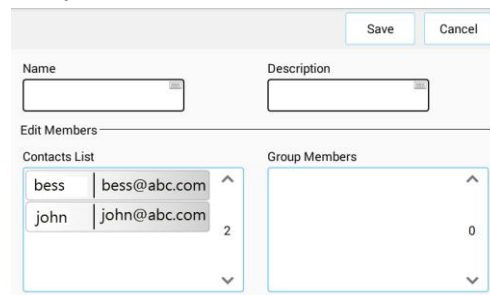 Save Cancel
Name Description
Edit Members
Contacts List Group Members
bess bess@abc.com
john john@abc.com
2 0